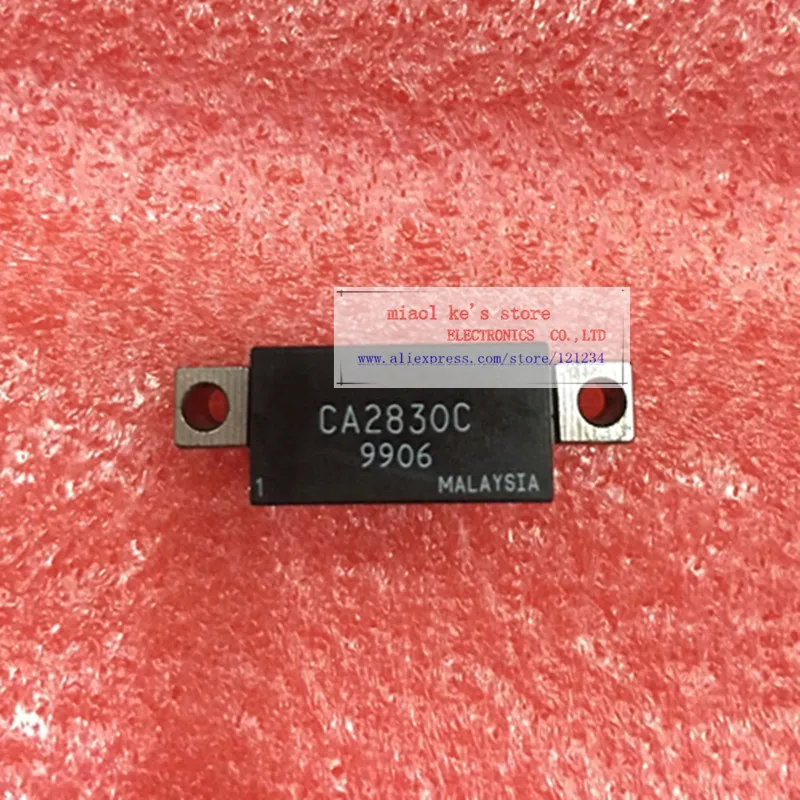 miaol ke's store
ELECTRONICS CO.,LTD
www.aliexpress.com/store/121234
CA2830C
9906
1 MALAYSIA